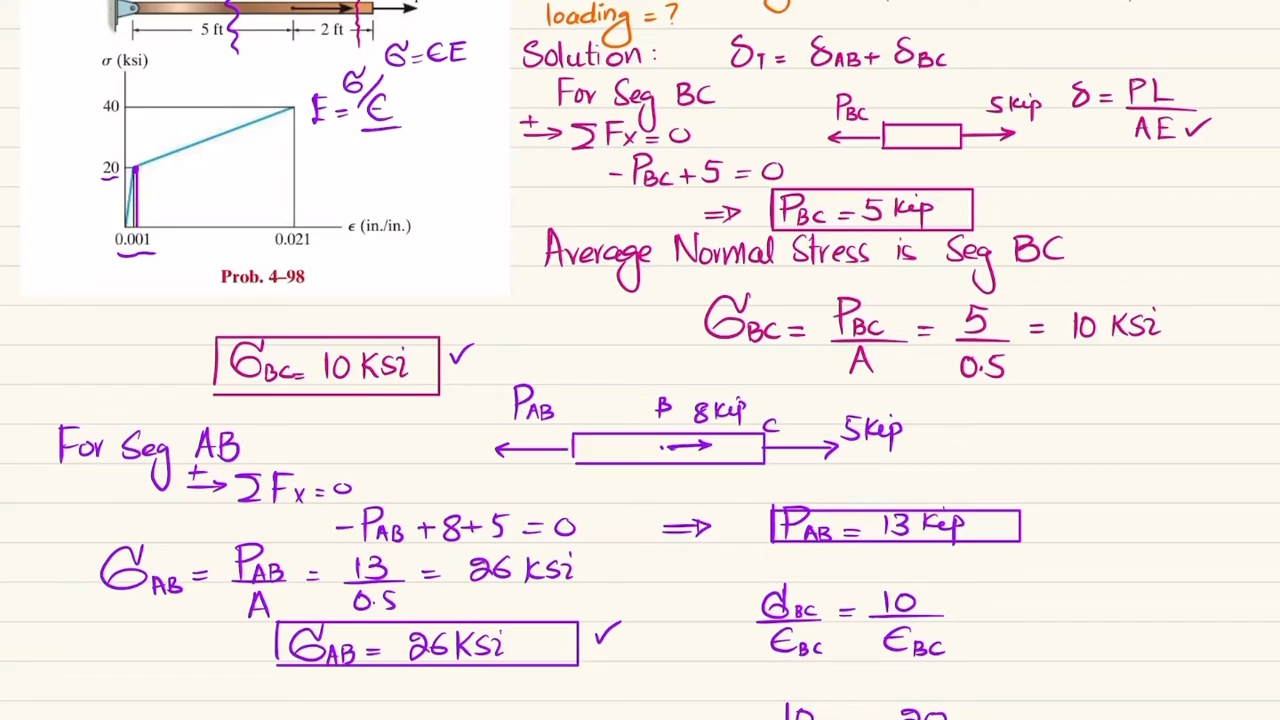 loading = ?
5 ft
2 ft
σ = ϵE
σ (ksi)
E = σ/ϵ
40
20
0.001
0.021
ϵ (in./in.)
Prob. 4–98
Solution : δT = δAB + δBC
For Seg BC
PBC
5 Kip
δ = PL/AE ✓
+→ ΣFx = 0
-PBC + 5 = 0
⇒ PBC = 5 Kip
Average Normal Stress is Seg BC
σBC = PBC/A = 5/0.5 = 10 KSi
σBC = 10 KSi ✓
PAB
B
8 Kip
C
5 Kip
For Seg AB
+→ ΣFx = 0
-PAB + 8 + 5 = 0 ⇒ PAB = 13 Kip
σAB = PAB/A = 13/0.5 = 26 KSi
σAB = 26 KSi ✓
σBC/ϵBC = 10/ϵBC